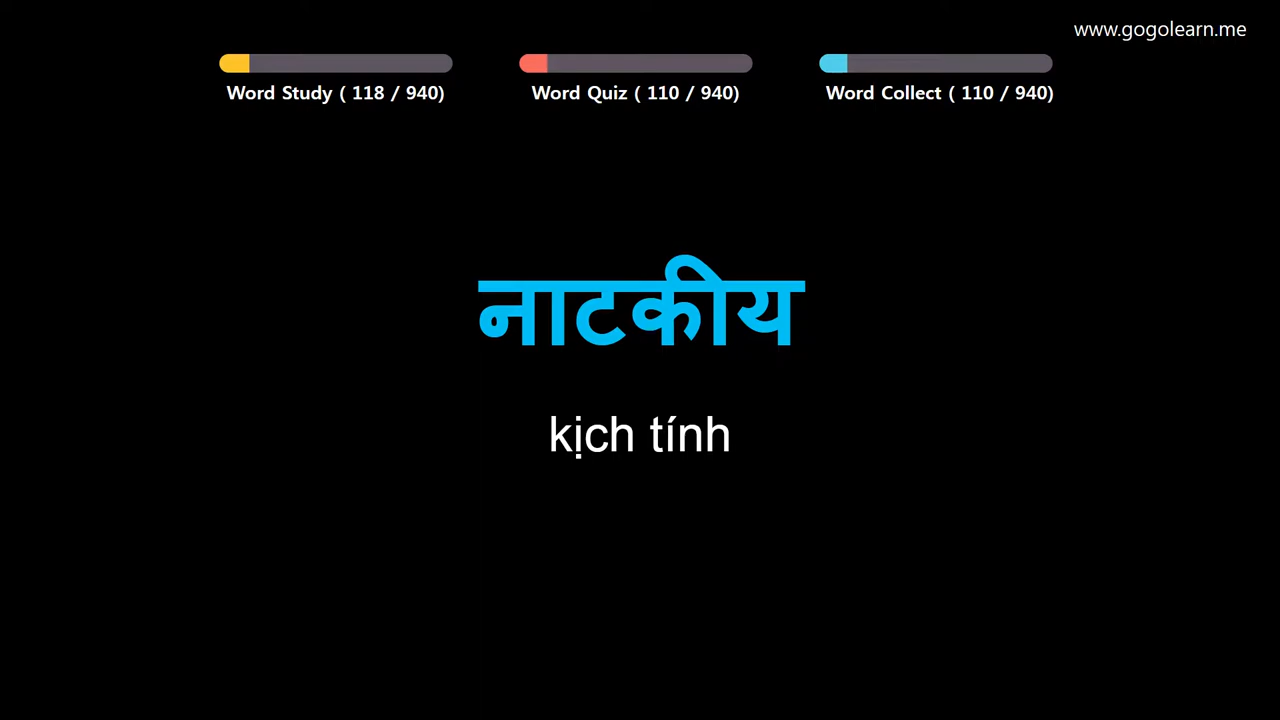 www.gogolearn.me
Word Study ( 118 / 940)
Word Quiz ( 110 / 940)
Word Collect ( 110 / 940)
नाटकीय
kịch tính